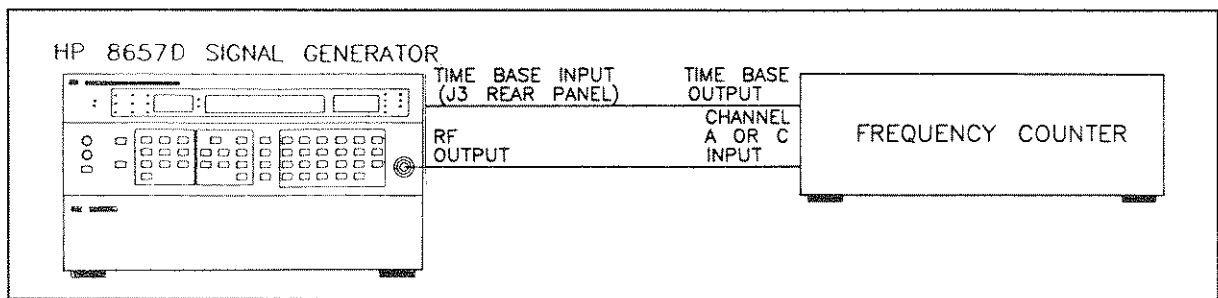 HP 8657D SIGNAL GENERATOR
TIME BASE INPUT
(J3 REAR PANEL)
TIME BASE
OUTPUT
RF
OUTPUT
CHANNEL
A OR C
INPUT
FREQUENCY COUNTER